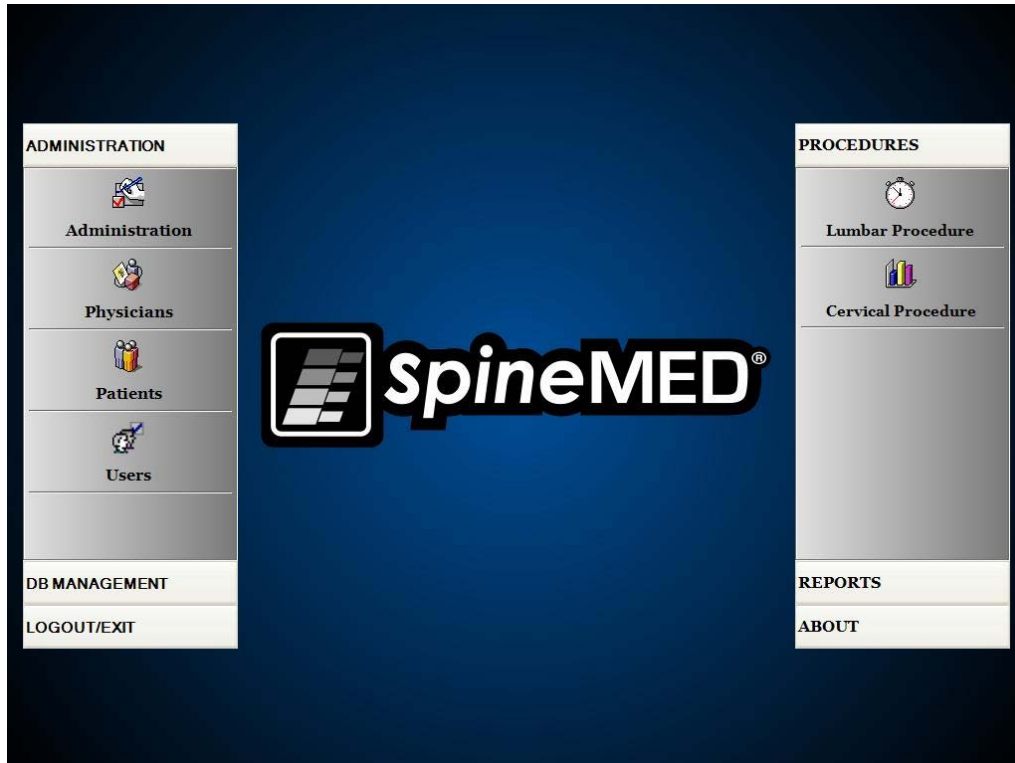 ADMINISTRATION
Administration
Physicians
Patients
Users
DB MANAGEMENT
LOGOUT/EXIT
SpineMED®
PROCEDURES
Lumbar Procedure
Cervical Procedure
REPORTS
ABOUT